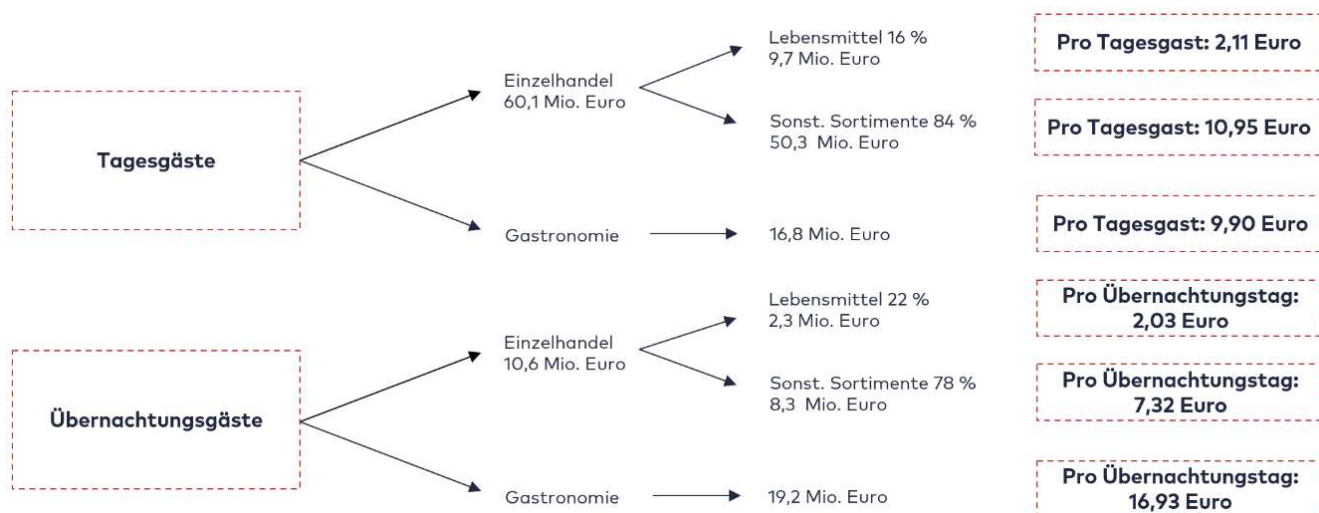 Tagesgäste
Einzelhandel
60,1 Mio. Euro
Lebensmittel 16 %
9,7 Mio. Euro
Pro Tagesgast: 2,11 Euro
Sonst. Sortimente 84 %
50,3 Mio. Euro
Pro Tagesgast: 10,95 Euro
Gastronomie
16,8 Mio. Euro
Pro Tagesgast: 9,90 Euro
Übernachtungsgäste
Einzelhandel
10,6 Mio. Euro
Lebensmittel 22 %
2,3 Mio. Euro
Pro Übernachtungstag:
2,03 Euro
Sonst. Sortimente 78 %
8,3 Mio. Euro
Pro Übernachtungstag:
7,32 Euro
Gastronomie
19,2 Mio. Euro
Pro Übernachtungstag:
16,93 Euro